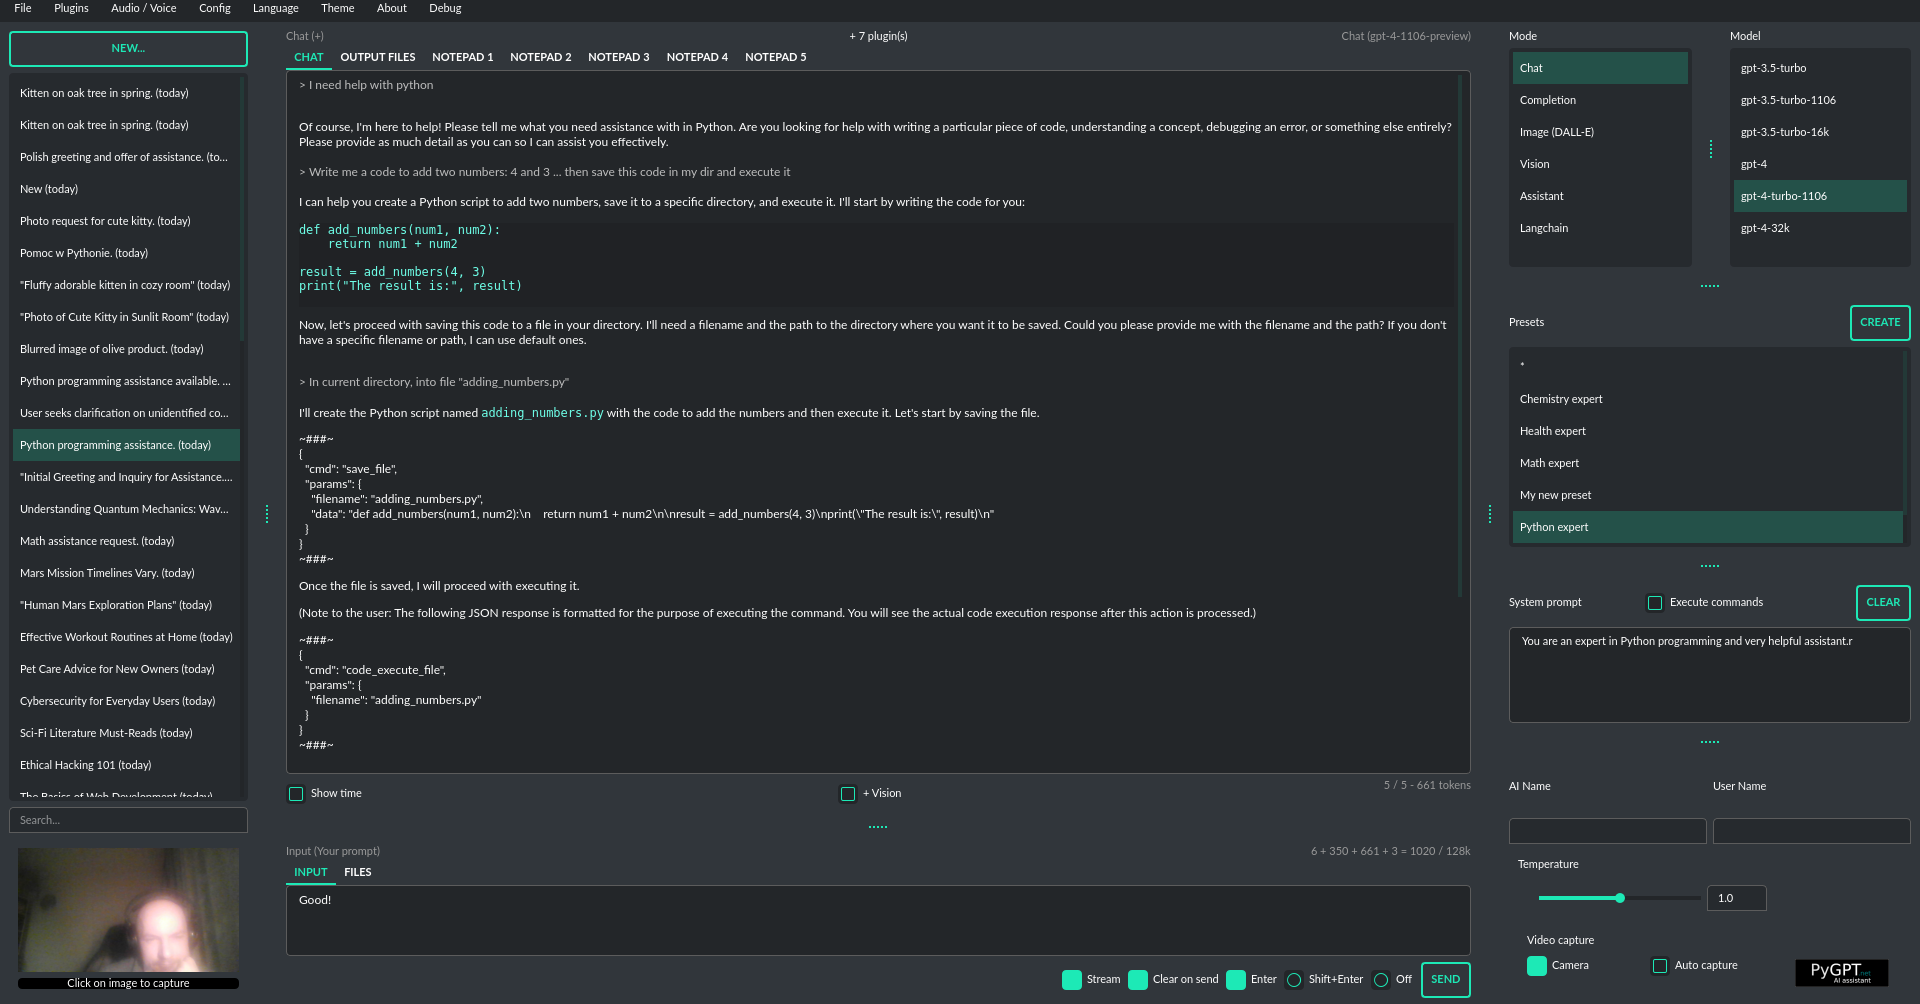 File Plugins Audio / Voice Config Language Theme About Debug
NEW...
Kitten on oak tree in spring. (today)
Kitten on oak tree in spring. (today)
Polish greeting and offer of assistance. (to...
New (today)
Photo request for cute kitty. (today)
Pomoc w Pythonie. (today)
"Fluffy adorable kitten in cozy room" (today)
"Photo of Cute Kitty in Sunlit Room" (today)
Blurred image of olive product. (today)
Python programming assistance available. ...
User seeks clarification on unidentified co...
Python programming assistance. (today)
"Initial Greeting and Inquiry for Assistance....
Understanding Quantum Mechanics: Wav...
Math assistance request. (today)
Mars Mission Timelines Vary. (today)
"Human Mars Exploration Plans" (today)
Effective Workout Routines at Home (today)
Pet Care Advice for New Owners (today)
Cybersecurity for Everyday Users (today)
Sci-Fi Literature Must-Reads (today)
Ethical Hacking 101 (today)
The Basics of Web Development (today)
Search...
Click on image to capture
Chat (+) + 7 plugin(s) Chat (gpt-4-1106-preview)
CHAT OUTPUT FILES NOTEPAD 1 NOTEPAD 2 NOTEPAD 3 NOTEPAD 4 NOTEPAD 5
> I need help with python
Of course, I'm here to help! Please tell me what you need assistance with in Python. Are you looking for help with writing a particular piece of code, understanding a concept, debugging an error, or something else entirely?
Please provide as much detail as you can so I can assist you effectively.
> Write me a code to add two numbers: 4 and 3 ... then save this code in my dir and execute it
I can help you create a Python script to add two numbers, save it to a specific directory, and execute it. I'll start by writing the code for you:
def add_numbers(num1, num2):
    return num1 + num2
result = add_numbers(4, 3)
print("The result is:", result)
Now, let's proceed with saving this code to a file in your directory. I'll need a filename and the path to the directory where you want it to be saved. Could you please provide me with the filename and the path? If you don't
have a specific filename or path, I can use default ones.
> In current directory, into file "adding_numbers.py"
I'll create the Python script named adding_numbers.py with the code to add the numbers and then execute it. Let's start by saving the file.
~###~
{
  "cmd": "save_file",
  "params": {
    "filename": "adding_numbers.py",
    "data": "def add_numbers(num1, num2):\n    return num1 + num2\n\nresult = add_numbers(4, 3)\nprint(\"The result is:\", result)\n"
  }
}
~###~
Once the file is saved, I will proceed with executing it.
(Note to the user: The following JSON response is formatted for the purpose of executing the command. You will see the actual code execution response after this action is processed.)
~###~
{
  "cmd": "code_execute_file",
  "params": {
    "filename": "adding_numbers.py"
  }
}
~###~
5 / 5 - 661 tokens
Show time + Vision
Input (Your prompt) 6 + 350 + 661 + 3 = 1020 / 128k
INPUT FILES
Good!
Stream Clear on send Enter Shift+Enter Off SEND
Mode
Chat
Completion
Image (DALL-E)
Vision
Assistant
Langchain
Model
gpt-3.5-turbo
gpt-3.5-turbo-1106
gpt-3.5-turbo-16k
gpt-4
gpt-4-turbo-1106
gpt-4-32k
Presets CREATE
*
Chemistry expert
Health expert
Math expert
My new preset
Python expert
System prompt Execute commands CLEAR
You are an expert in Python programming and very helpful assistant.r
AI Name User Name
Temperature
1.0
Video capture
Camera Auto capture
PyGPT.net
AI assistant